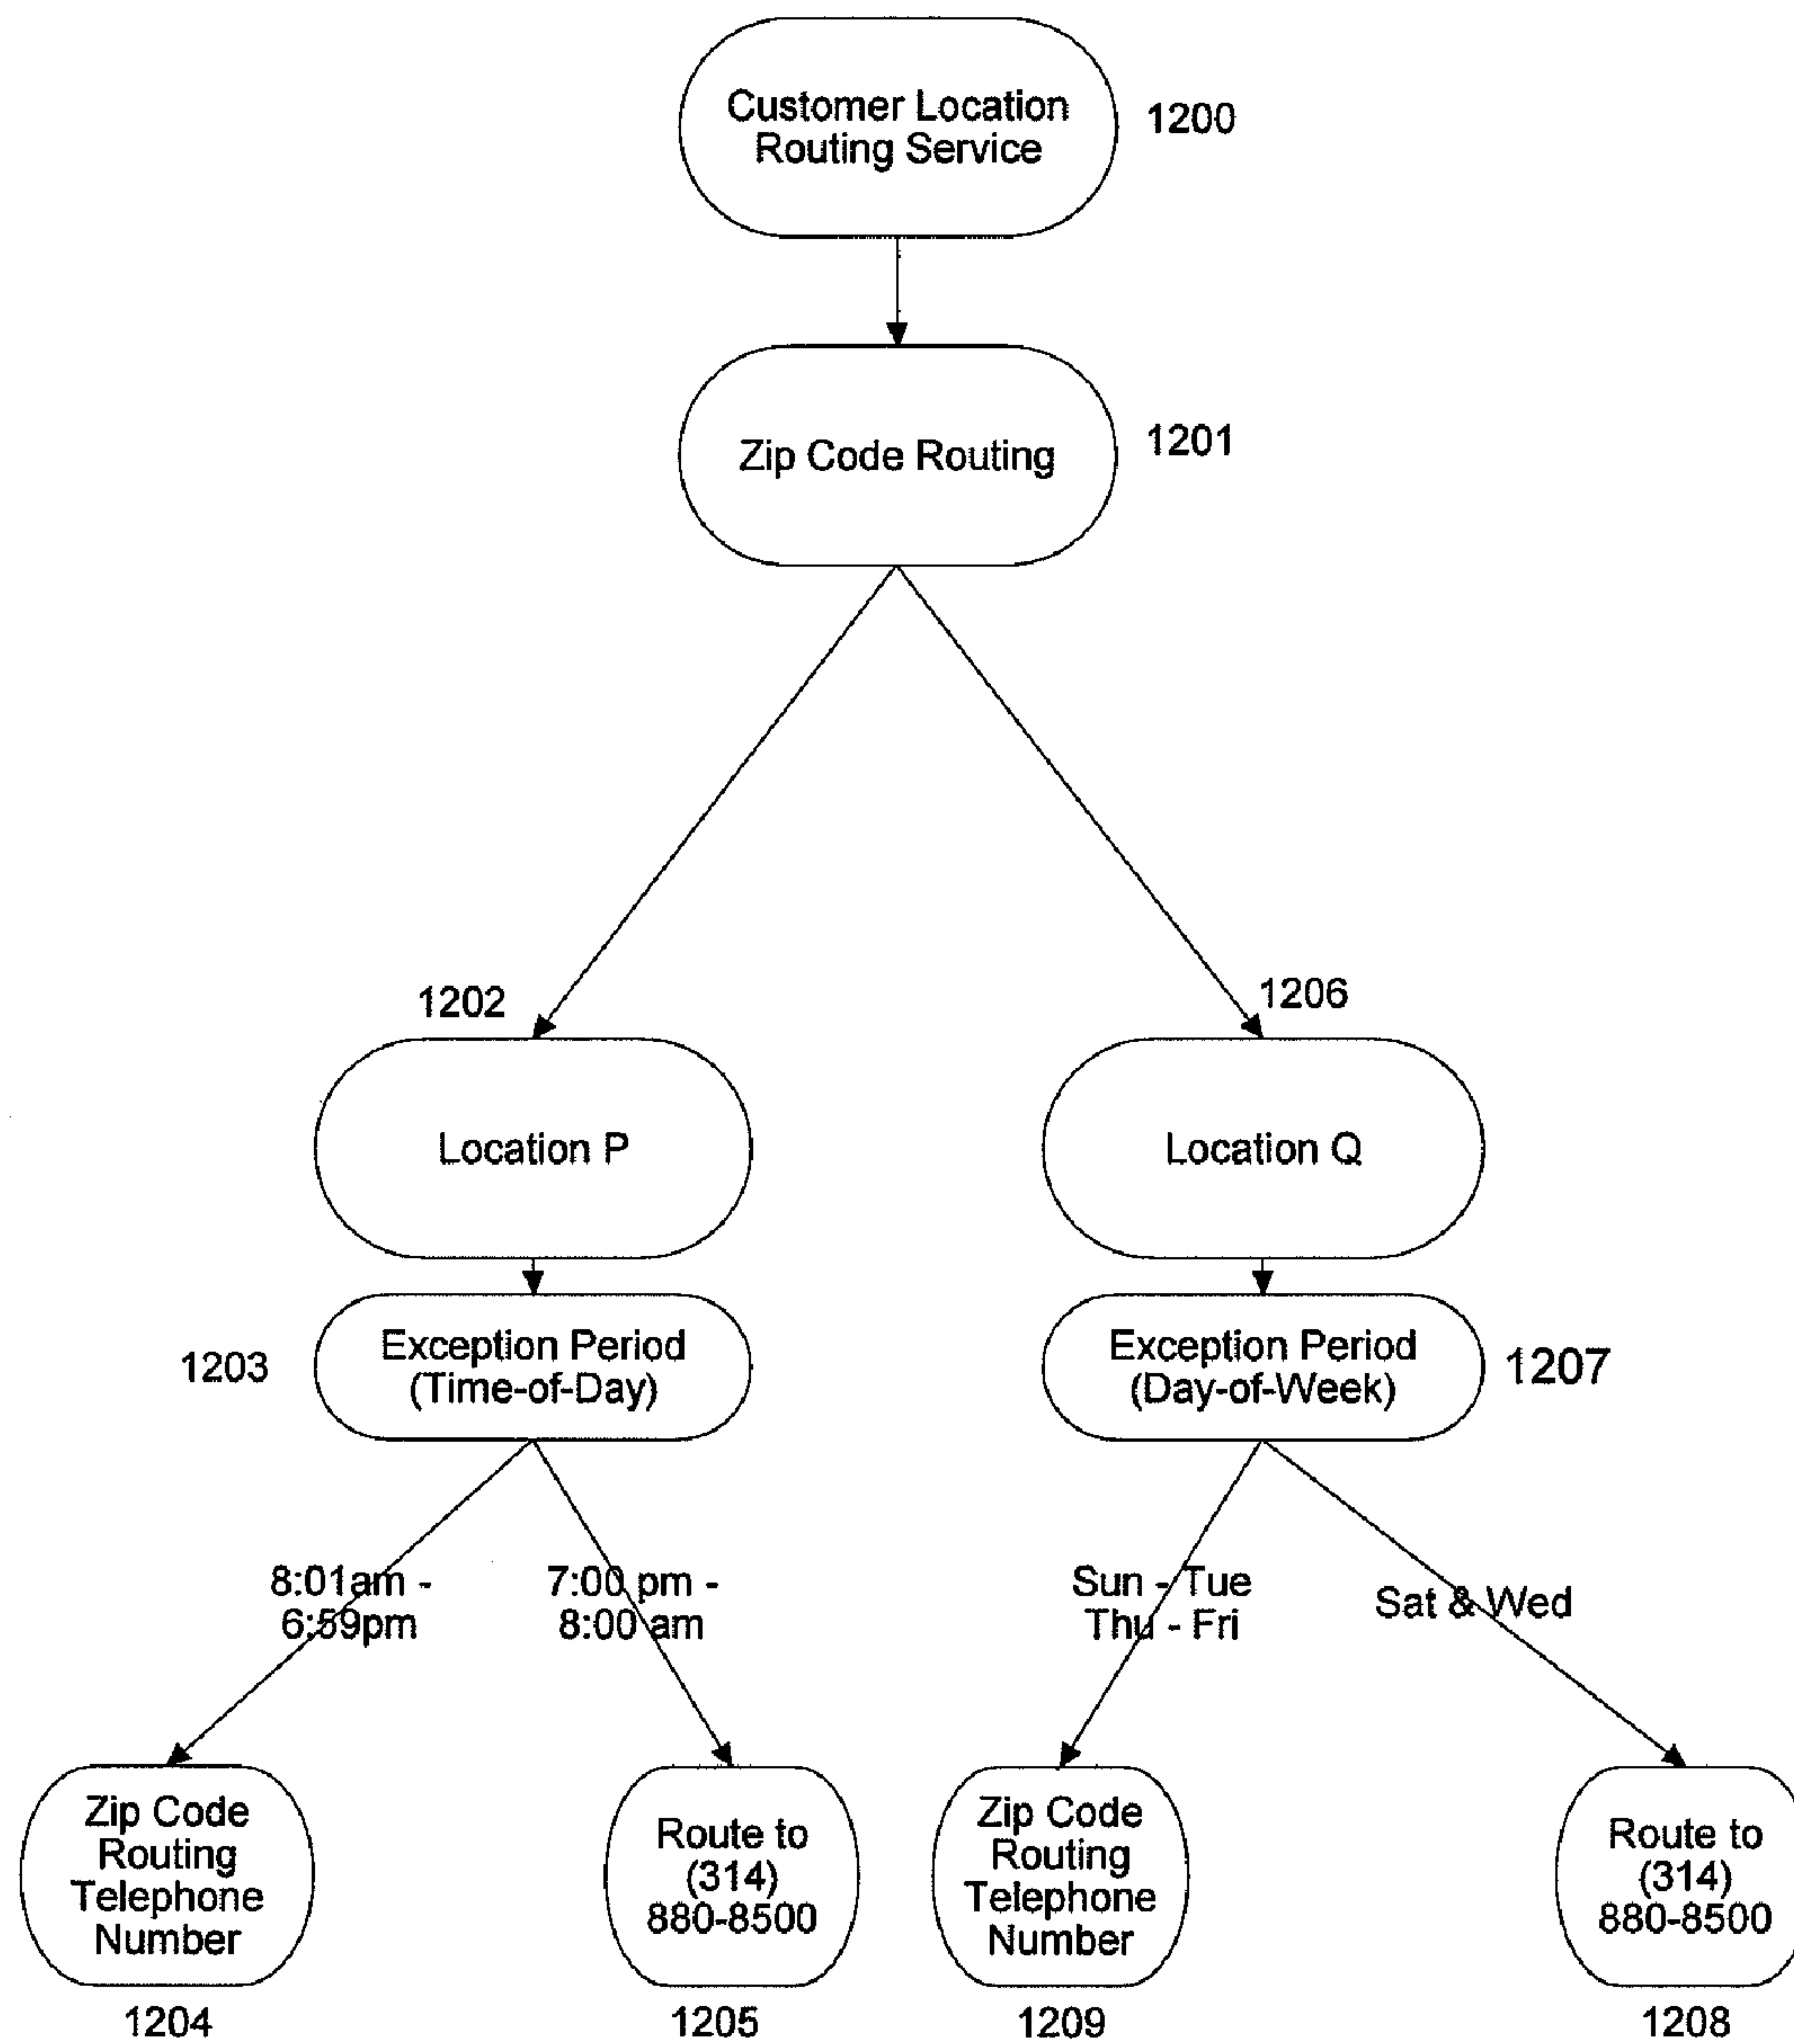 Customer Location
Routing Service
1200
Zip Code Routing
1201
1202
1206
Location P
Location Q
1203
Exception Period
(Time-of-Day)
Exception Period
(Day-of-Week)
1207
8:01am -
6:59pm
7:00 pm -
8:00 am
Sun - Tue
Thu - Fri
Sat & Wed
Zip Code
Routing
Telephone
Number
Route to
(314)
880-8500
Zip Code
Routing
Telephone
Number
Route to
(314)
880-8500
1204
1205
1209
1208